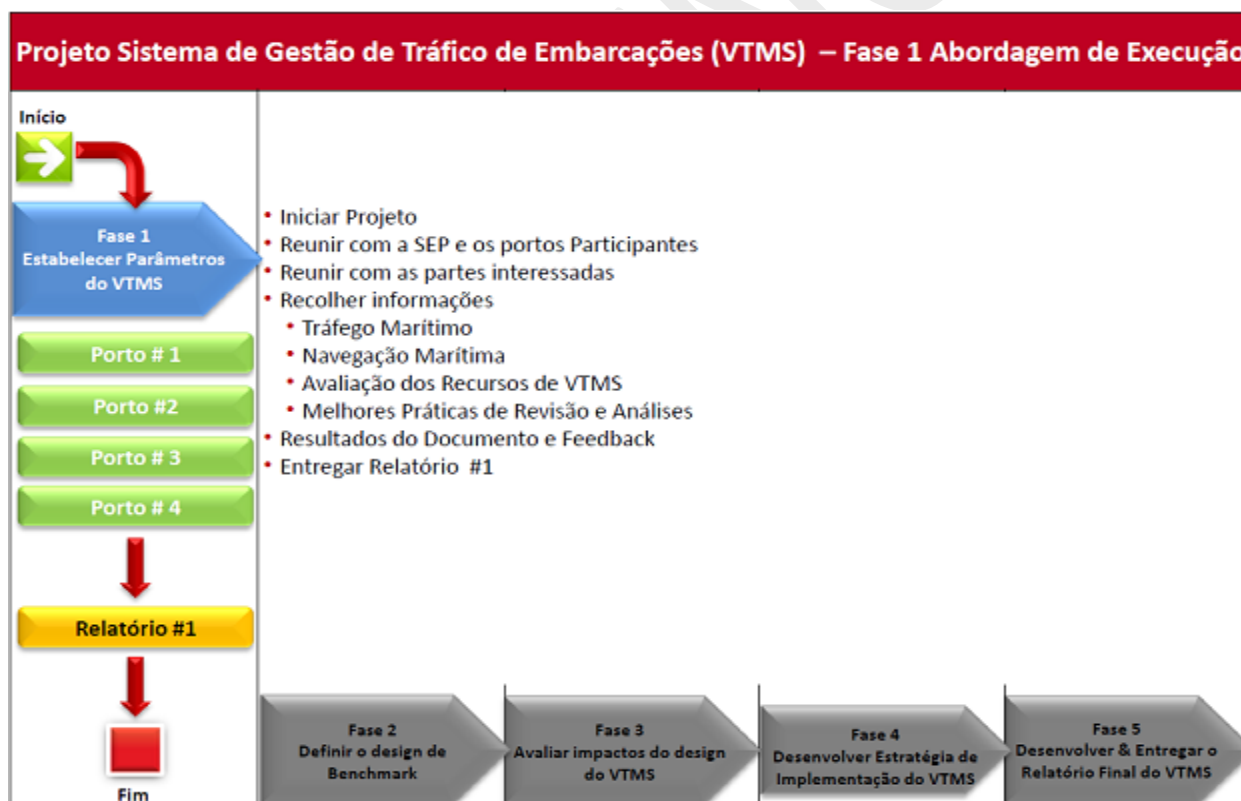 Projeto Sistema de Gestão de Tráfico de Embarcações (VTMS) – Fase 1 Abordagem de Execução
Início
Fase 1
Estabelecer Parâmetros
do VTMS
• Iniciar Projeto
• Reunir com a SEP e os portos Participantes
• Reunir com as partes interessadas
• Recolher informações
• Tráfego Marítimo
• Navegação Marítima
• Avaliação dos Recursos de VTMS
• Melhores Práticas de Revisão e Análises
• Resultados do Documento e Feedback
• Entregar Relatório #1
Porto # 1
Porto #2
Porto # 3
Porto # 4
Relatório #1
Fim
Fase 2
Definir o design de
Benchmark
Fase 3
Avaliar impactos do design
do VTMS
Fase 4
Desenvolver Estratégia de
Implementação do VTMS
Fase 5
Desenvolver & Entregar o
Relatório Final do VTMS